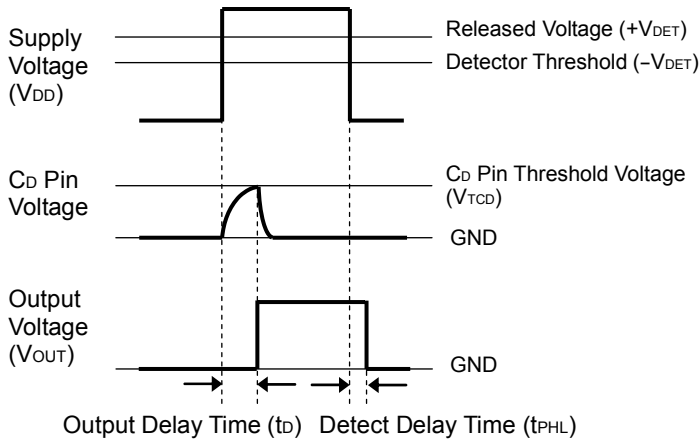 Supply
Voltage
(VDD)
Released Voltage (+VDET)
Detector Threshold (–VDET)
CD Pin
Voltage
CD Pin Threshold Voltage
(VTCD)
GND
Output
Voltage
(VOUT)
GND
Output Delay Time (tD)
Detect Delay Time (tPHL)